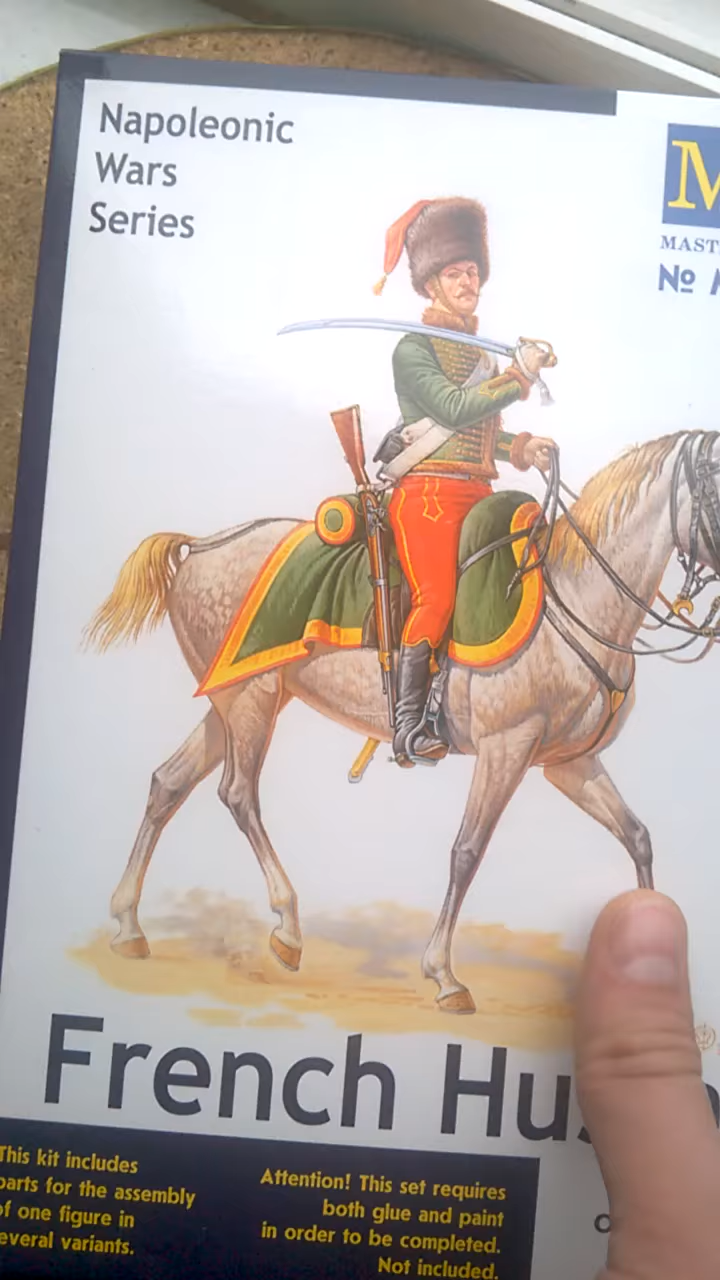 Napoleonic
Wars
Series
M
MAST
№
French Hus
This kit includes
parts for the assembly
of one figure in
everal variants.
Attention! This set requires
both glue and paint
in order to be completed.
Not included.